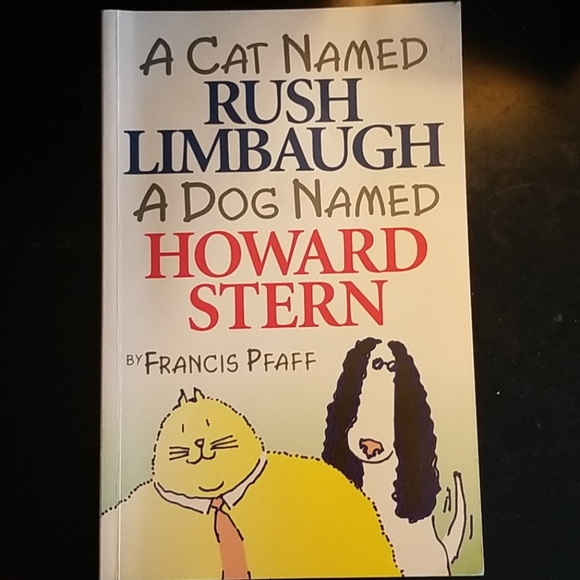 A CAT NAMED
RUSH
LIMBAUGH
A DOG NAMED
HOWARD
STERN
BY FRANCIS PFAFF